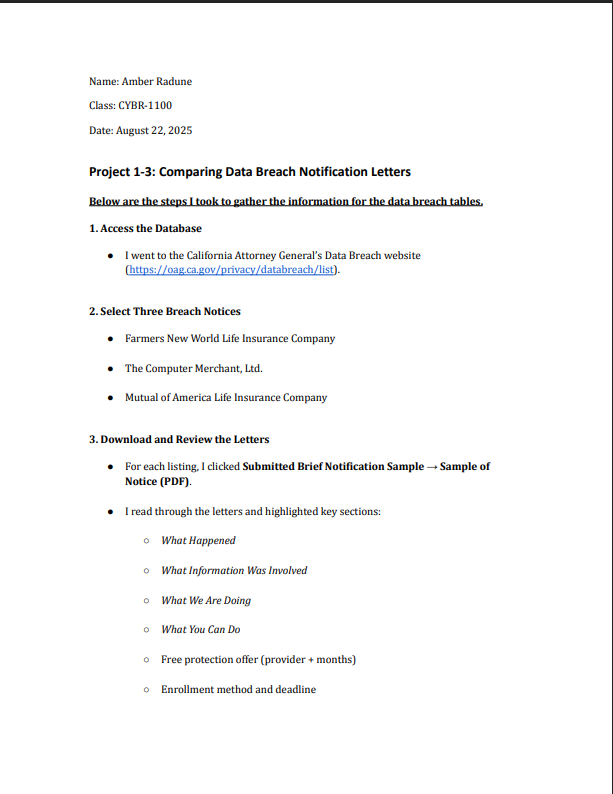 Name: Amber Radune
Class: CYBR-1100
Date: August 22, 2025
Project 1-3: Comparing Data Breach Notification Letters
Below are the steps I took to gather the information for the data breach tables.
1. Access the Database
● I went to the California Attorney General's Data Breach website
(https://oag.ca.gov/privacy/databreach/list).
2. Select Three Breach Notices
● Farmers New World Life Insurance Company
● The Computer Merchant, Ltd.
● Mutual of America Life Insurance Company
3. Download and Review the Letters
● For each listing, I clicked Submitted Brief Notification Sample → Sample of
Notice (PDF).
● I read through the letters and highlighted key sections:
○ What Happened
○ What Information Was Involved
○ What We Are Doing
○ What You Can Do
○ Free protection offer (provider + months)
○ Enrollment method and deadline